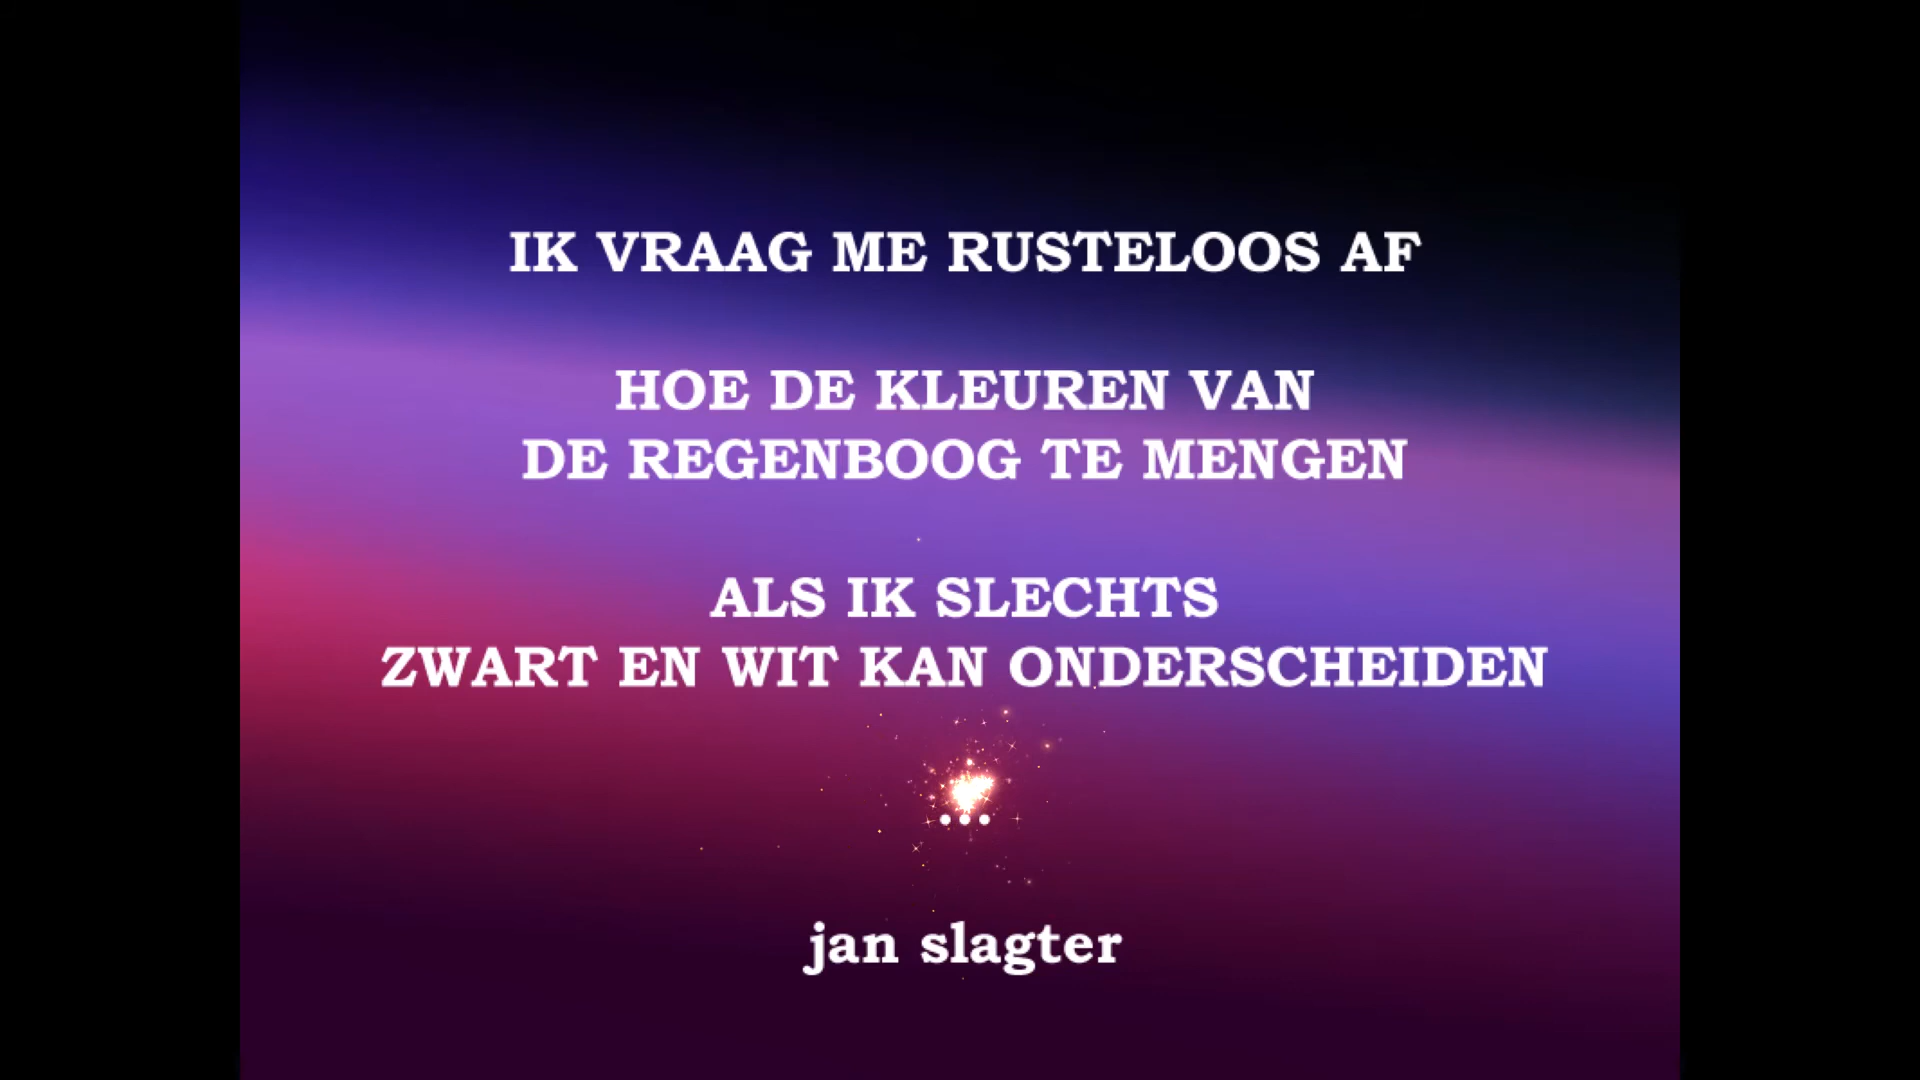 IK VRAAG ME RUSTELOOS AF
HOE DE KLEUREN VAN
DE REGENBOOG TE MENGEN
ALS IK SLECHTS
ZWART EN WIT KAN ONDERSCHEIDEN
...
jan slagter